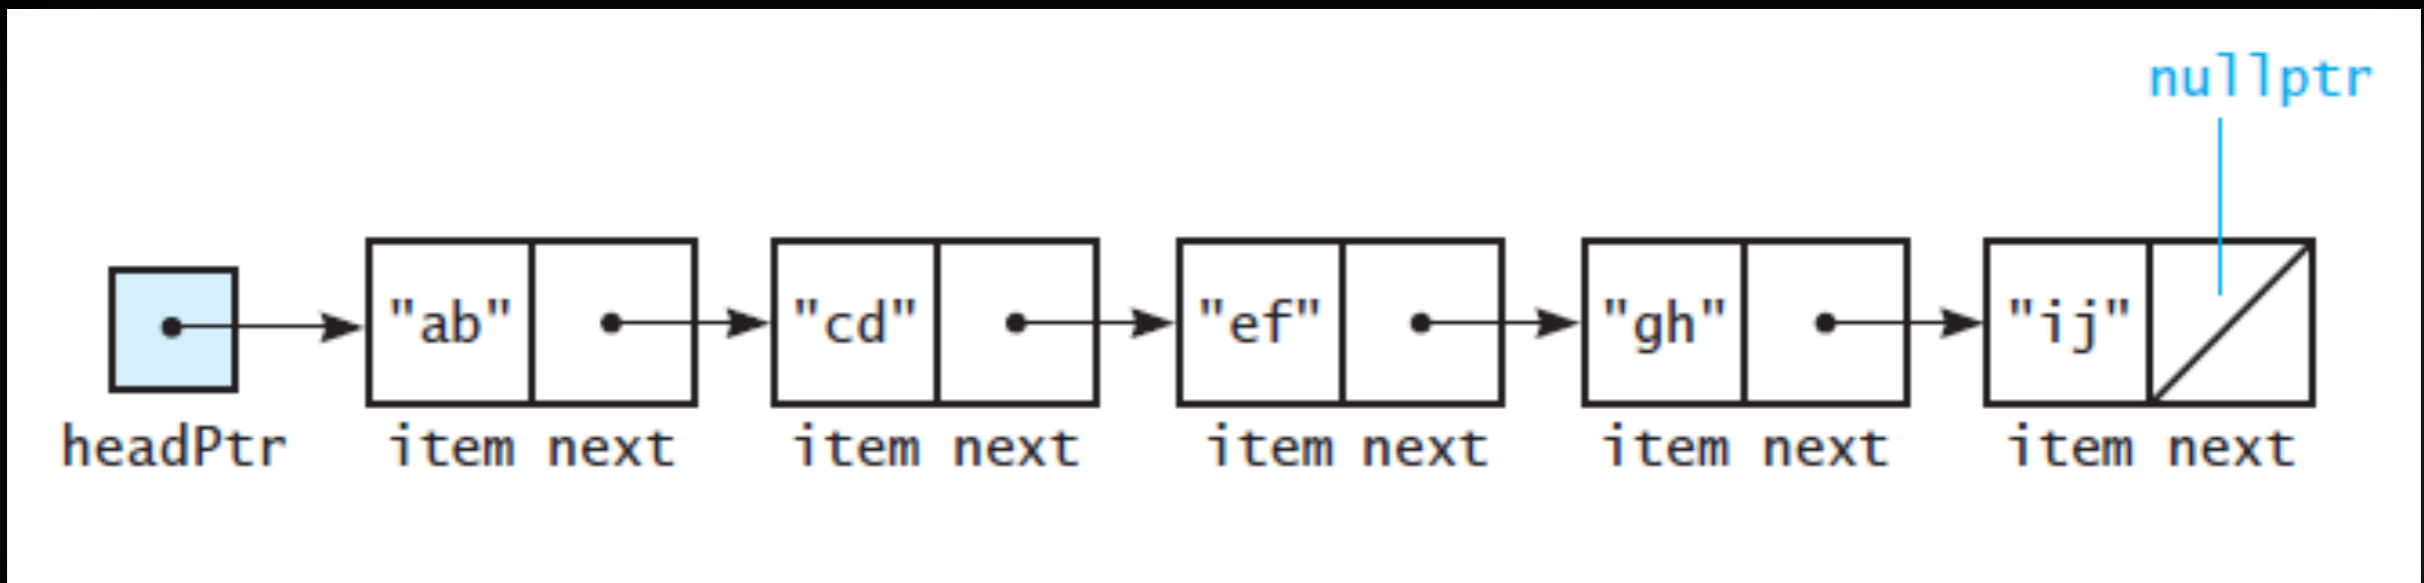 nullptr
"ab" "cd" "ef" "gh" "ij"
headPtr item next item next item next item next item next